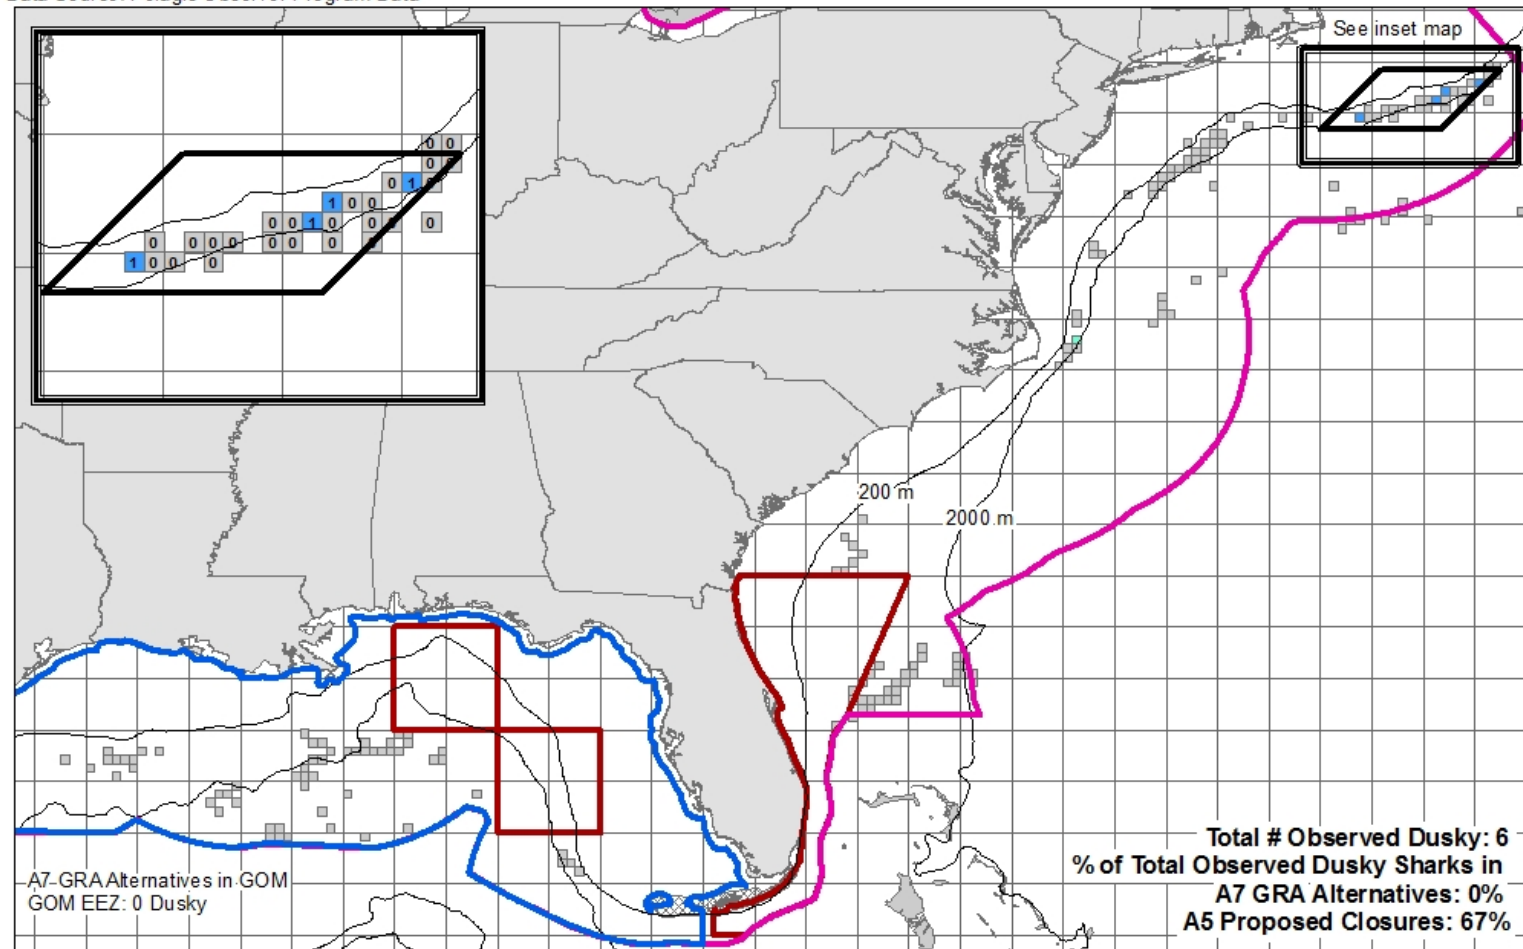 See inset map
0 0
0
0 1
1 0 0
0 0 1 0 0 0 0
0 0 0 0 0 0 0 0
1 0 0 0
200 m
2000 m
A7 GRA Alternatives in GOM
GOM EEZ: 0 Dusky
Total # Observed Dusky: 6
% of Total Observed Dusky Sharks in
A7 GRA Alternatives: 0%
A5 Proposed Closures: 67%